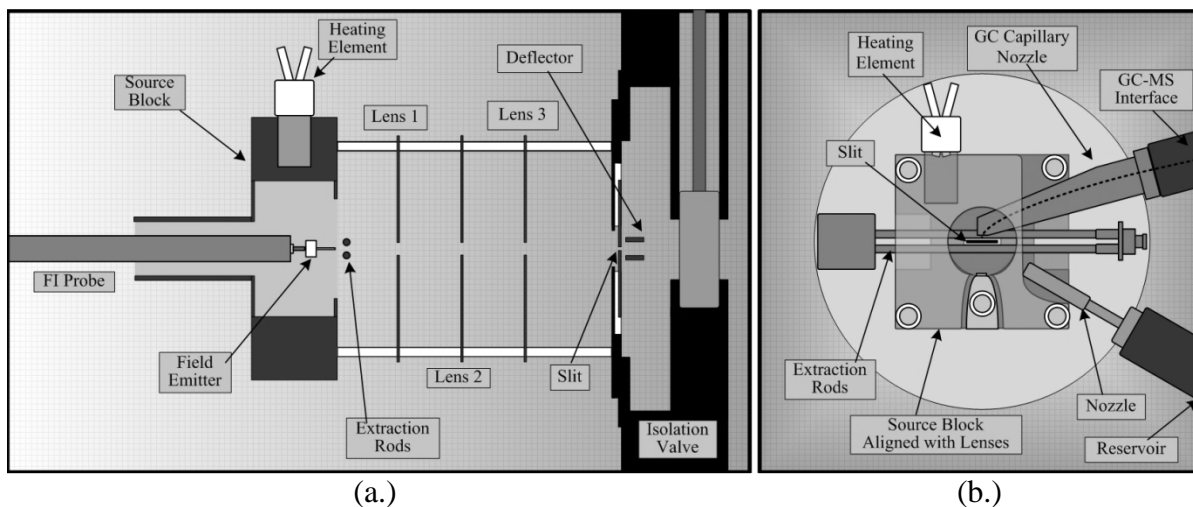 Heating
Element
Source
Block
Lens 1
Lens 3
Deflector
FI Probe
Field
Emitter
Extraction
Rods
Lens 2
Slit
Isolation
Valve
(a.)
Heating
Element
GC Capillary
Nozzle
GC-MS
Interface
Slit
Extraction
Rods
Source Block
Aligned with Lenses
Nozzle
Reservoir
(b.)